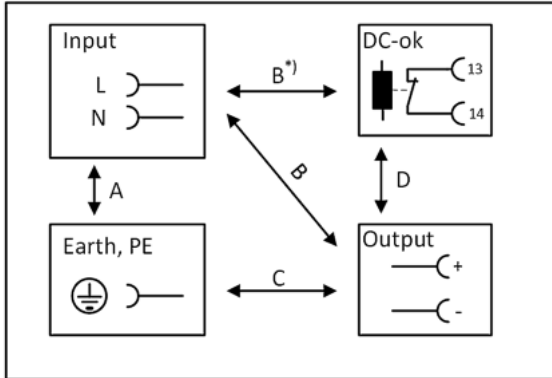 Input
L
N
B*)
DC-ok
13
14
A
B
D
Earth, PE
C
Output
+
-